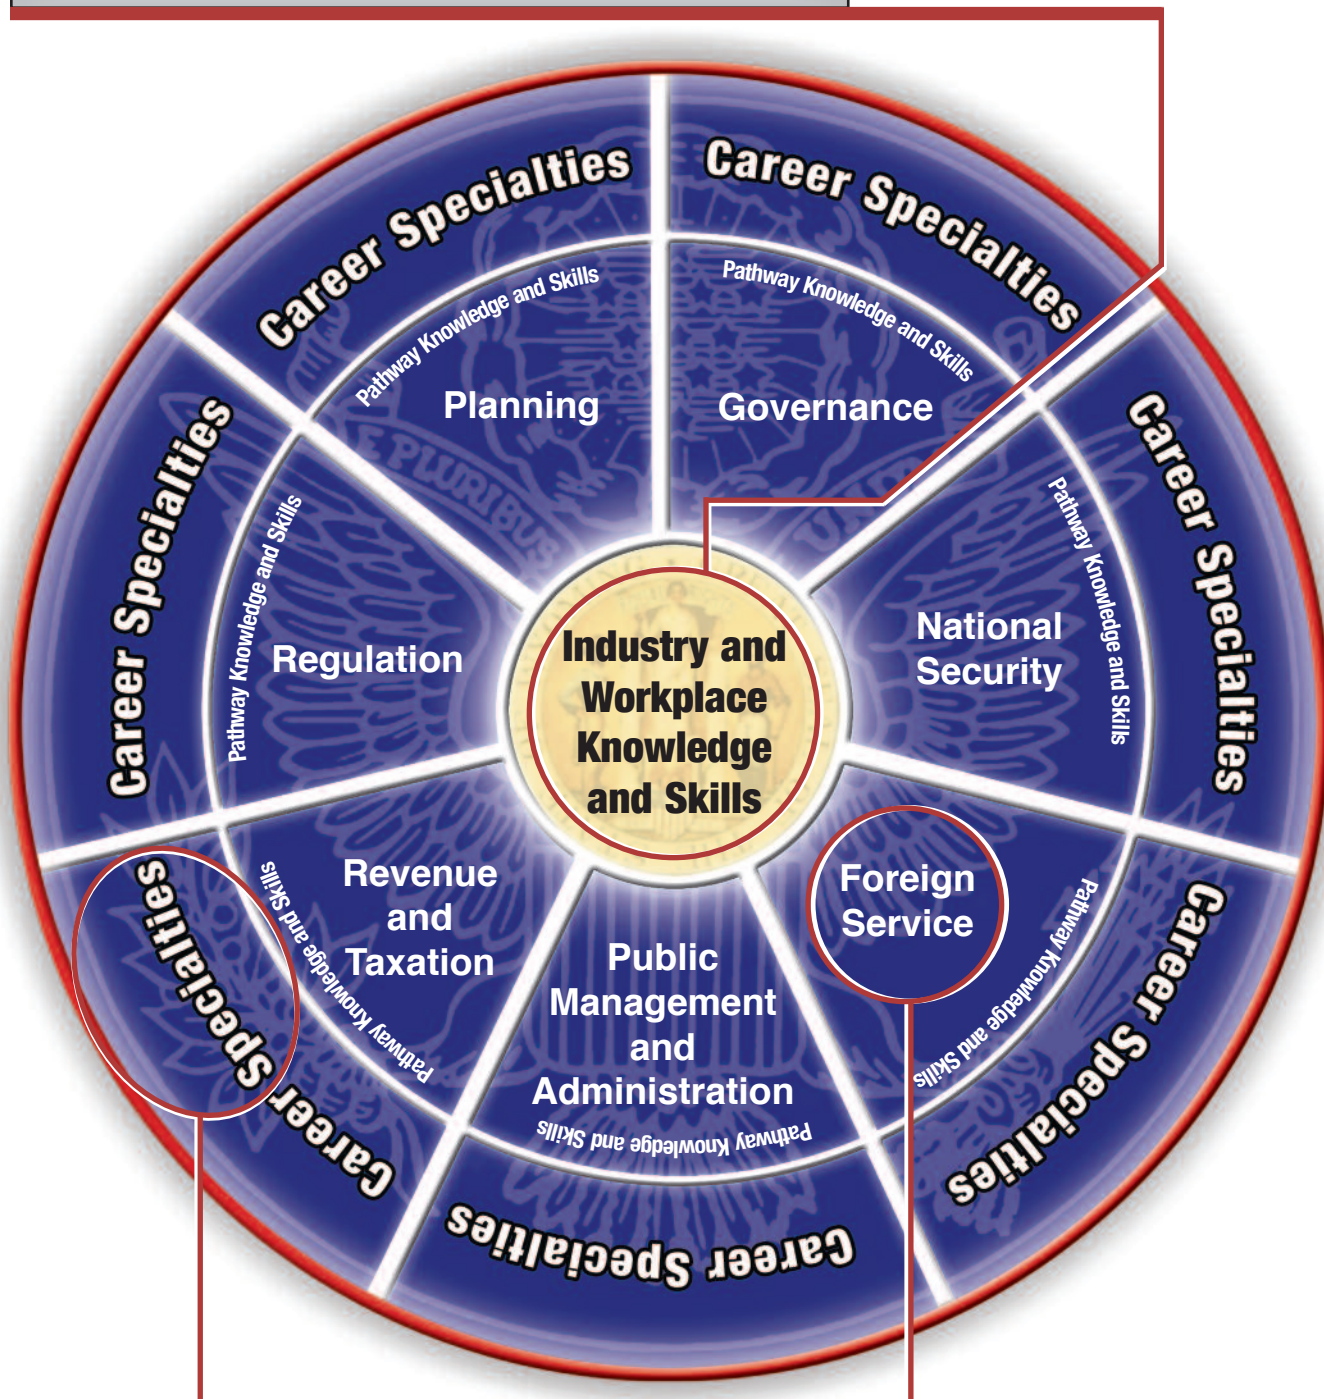 Career Specialties
Career Specialties
Pathway Knowledge and Skills
Pathway Knowledge and Skills
Planning
Governance
E PLURIBUS
UNUM
Career Specialties
Career Specialties
Pathway Knowledge and Skills
Pathway Knowledge and Skills
Regulation
National
Security
Industry and
Workplace
Knowledge
and Skills
Revenue
and
Taxation
Foreign
Service
Pathway Knowledge and Skills
Pathway Knowledge and Skills
Career Specialties
Career Specialties
Public
Management
and
Administration
Pathway Knowledge and Skills
Career Specialties